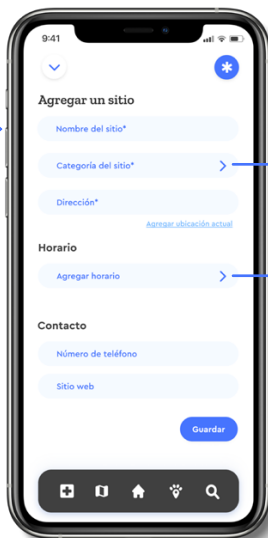 9:41
Agregar un sitio
Nombre del sitio*
Categoría del sitio*
Dirección*
Agregar ubicación actual
Horario
Agregar horario
Contacto
Número de teléfono
Sitio web
Guardar